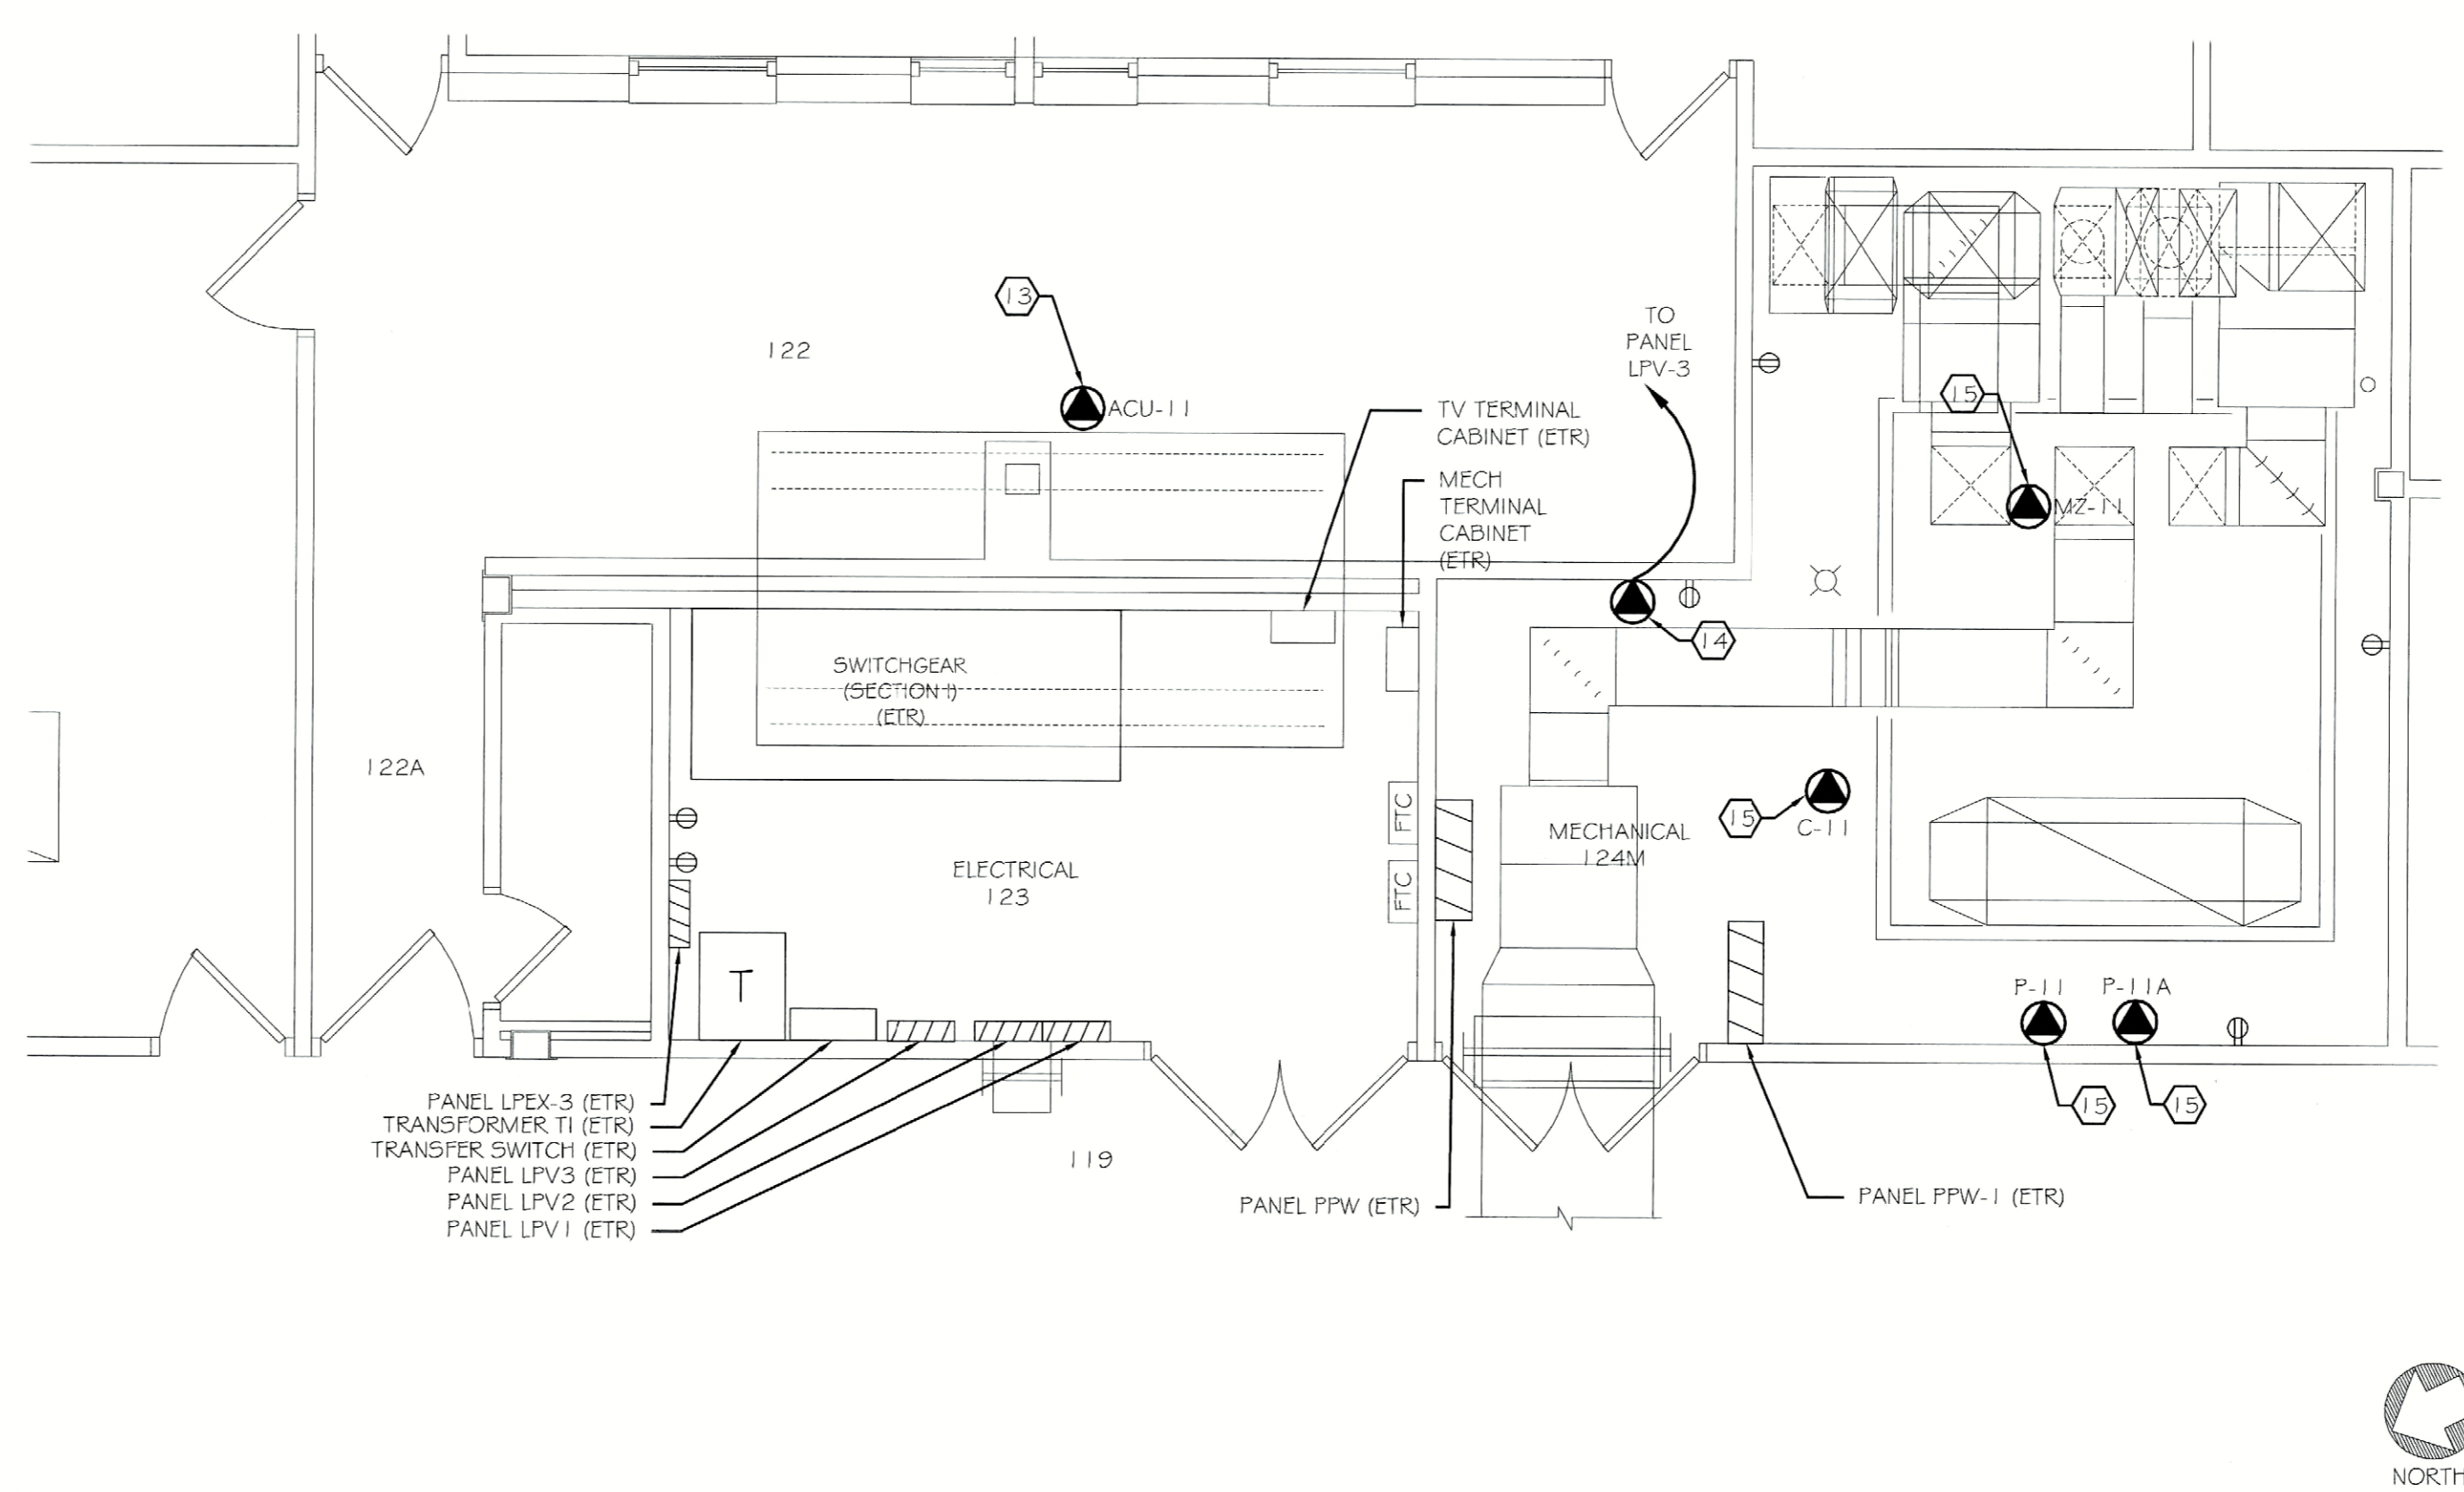 13
122
ACU-11
TO
PANEL
LPV-3
TV TERMINAL
CABINET (ETR)
MECH
TERMINAL
CABINET
(ETR)
15
MZ-11
14
SWITCHGEAR
(SECTION 1)
(ETR)
122A
FTC
FTC
ELECTRICAL
123
MECHANICAL
124M
15
C-11
T
P-11
P-11A
15
15
PANEL LPEX-3 (ETR)
TRANSFORMER T1 (ETR)
TRANSFER SWITCH (ETR)
PANEL LPV3 (ETR)
PANEL LPV2 (ETR)
PANEL LPV1 (ETR)
119
PANEL PPW (ETR)
PANEL PPW-1 (ETR)
NORTH